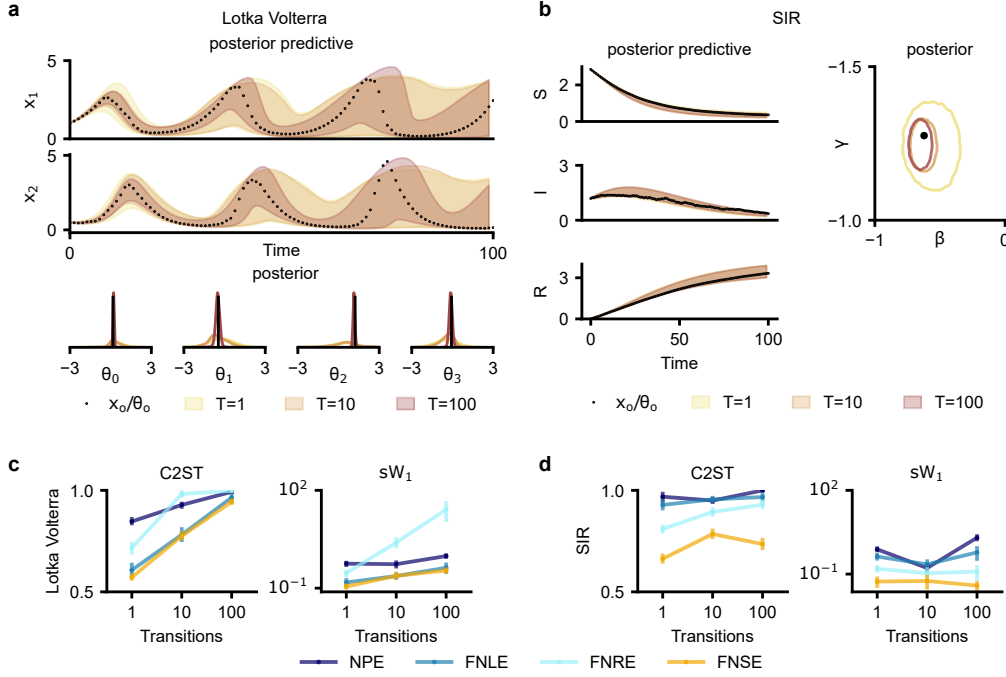 a
Lotka Volterra
posterior predictive
5
x₁
0
5
x₂
0
0
Time
100
posterior
−3 θ₀ 3
−3 θ₁ 3
−3 θ₂ 3
−3 θ₃ 3
xₒ/θₒ T=1 T=10 T=100
b
SIR
posterior predictive
posterior
2
S
0
3
I
0
3
R
0
0 50 100
Time
−1.5
γ
−1.0
−1 β 0
xₒ/θₒ T=1 T=10 T=100
c
C2ST
sW₁
Lotka Volterra
1.0
0.5
1 10 100
Transitions
10²
10⁻¹
1 10 100
Transitions
d
C2ST
sW₁
SIR
1.0
0.5
1 10 100
Transitions
10²
10⁻¹
1 10 100
Transitions
NPE FNLE FNRE FNSE